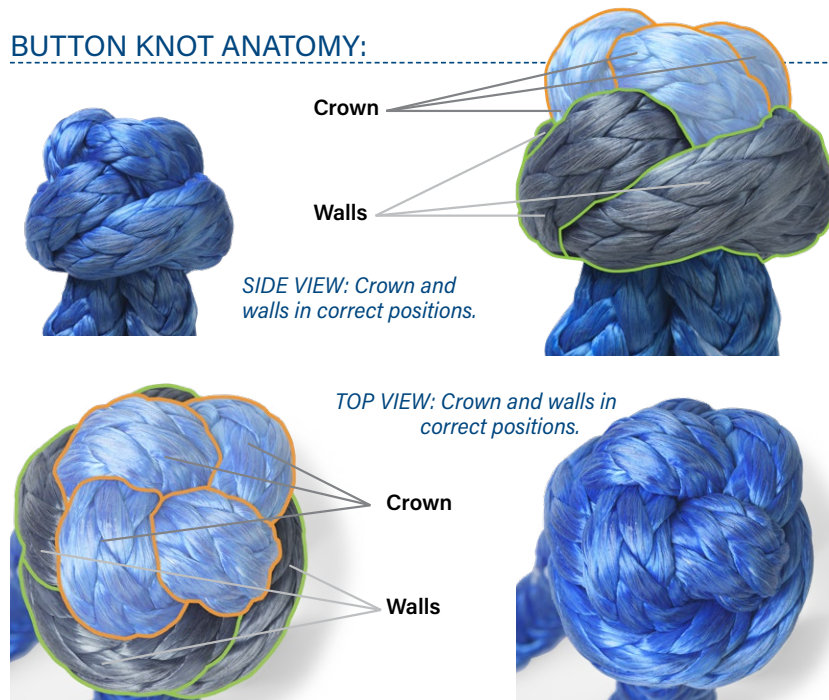 BUTTON KNOT ANATOMY:
Crown
Walls
SIDE VIEW: Crown and
walls in correct positions.
TOP VIEW: Crown and walls in
correct positions.
Crown
Walls